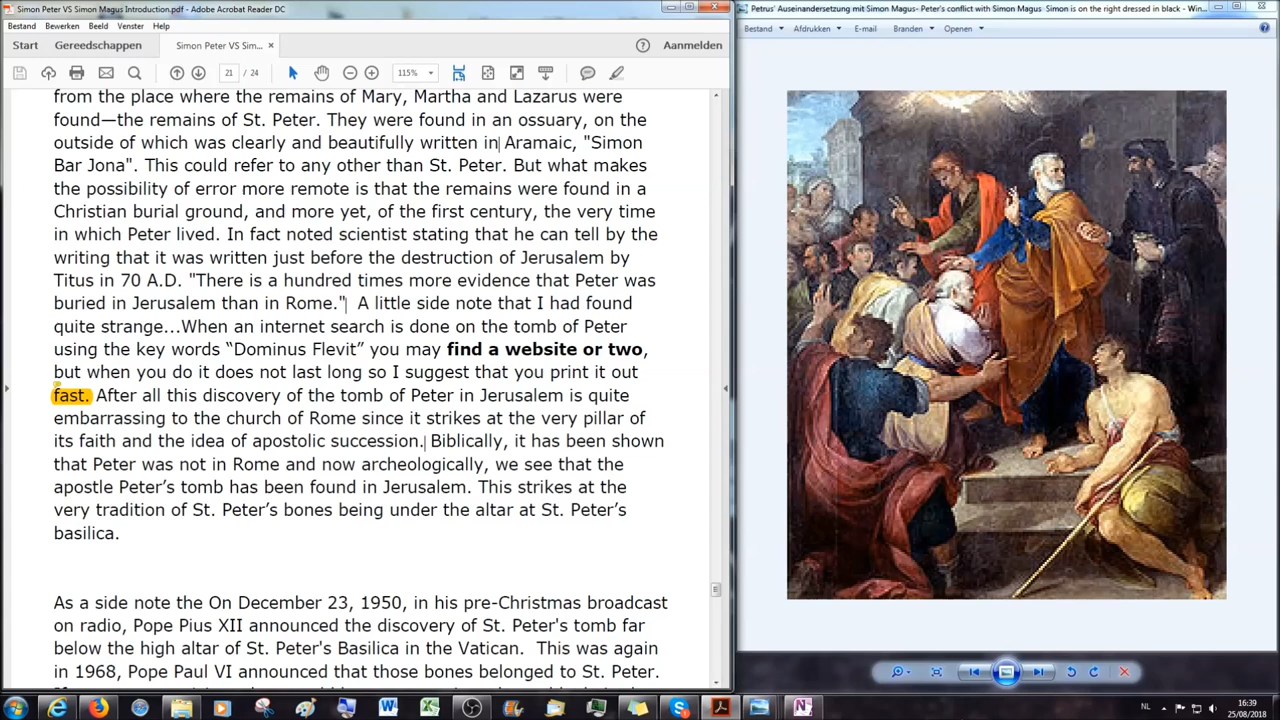 Simon Peter VS Simon Magus Introduction.pdf - Adobe Acrobat Reader DC
Bestand Bewerken Beeld Venster Help
Start Gereedschappen Simon Peter VS Sim... × Aanmelden
21 / 24 115%
from the place where the remains of Mary, Martha and Lazarus were
found—the remains of St. Peter. They were found in an ossuary, on the
outside of which was clearly and beautifully written in Aramaic, "Simon
Bar Jona". This could refer to any other than St. Peter. But what makes
the possibility of error more remote is that the remains were found in a
Christian burial ground, and more yet, of the first century, the very time
in which Peter lived. In fact noted scientist stating that he can tell by the
writing that it was written just before the destruction of Jerusalem by
Titus in 70 A.D. "There is a hundred times more evidence that Peter was
buried in Jerusalem than in Rome." A little side note that I had found
quite strange...When an internet search is done on the tomb of Peter
using the key words “Dominus Flevit” you may find a website or two,
but when you do it does not last long so I suggest that you print it out
fast. After all this discovery of the tomb of Peter in Jerusalem is quite
embarrassing to the church of Rome since it strikes at the very pillar of
its faith and the idea of apostolic succession. Biblically, it has been shown
that Peter was not in Rome and now archeologically, we see that the
apostle Peter’s tomb has been found in Jerusalem. This strikes at the
very tradition of St. Peter’s bones being under the altar at St. Peter’s
basilica.
As a side note the On December 23, 1950, in his pre-Christmas broadcast
on radio, Pope Pius XII announced the discovery of St. Peter's tomb far
below the high altar of St. Peter's Basilica in the Vatican. This was again
in 1968, Pope Paul VI announced that those bones belonged to St. Peter.
Petrus' Auseinandersetzung mit Simon Magus- Peter's conflict with Simon Magus Simon is on the right dressed in black - Win...
Bestand Afdrukken E-mail Branden Openen
NL
16:39
25/08/2018